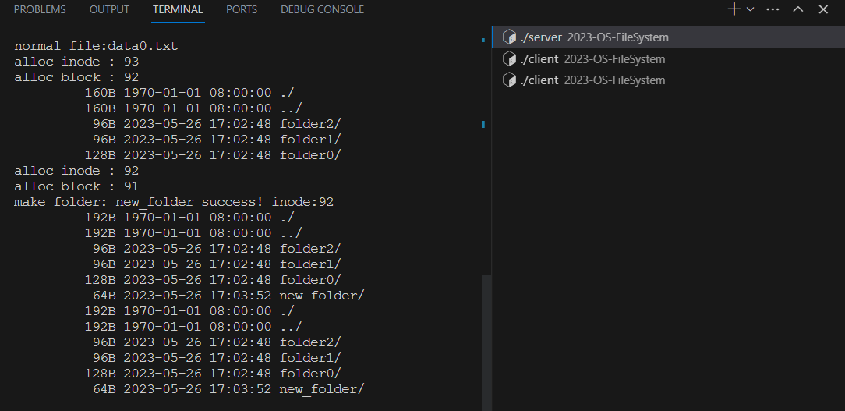 PROBLEMS OUTPUT TERMINAL PORTS DEBUG CONSOLE
normal file:data0.txt
alloc inode : 93
alloc block : 92
160B 1970-01-01 08:00:00 ./
160B 1970-01-01 08:00:00 ../
96B 2023-05-26 17:02:48 folder2/
96B 2023-05-26 17:02:48 folder1/
128B 2023-05-26 17:02:48 folder0/
alloc inode : 92
alloc block : 91
make folder: new_folder success! inode:92
192B 1970-01-01 08:00:00 ./
192B 1970-01-01 08:00:00 ../
96B 2023-05-26 17:02:48 folder2/
96B 2023-05-26 17:02:48 folder1/
128B 2023-05-26 17:02:48 folder0/
64B 2023-05-26 17:03:52 new_folder/
192B 1970-01-01 08:00:00 ./
192B 1970-01-01 08:00:00 ../
96B 2023-05-26 17:02:48 folder2/
96B 2023-05-26 17:02:48 folder1/
128B 2023-05-26 17:02:48 folder0/
64B 2023-05-26 17:03:52 new_folder/
./server 2023-OS-FileSystem
./client 2023-OS-FileSystem
./client 2023-OS-FileSystem